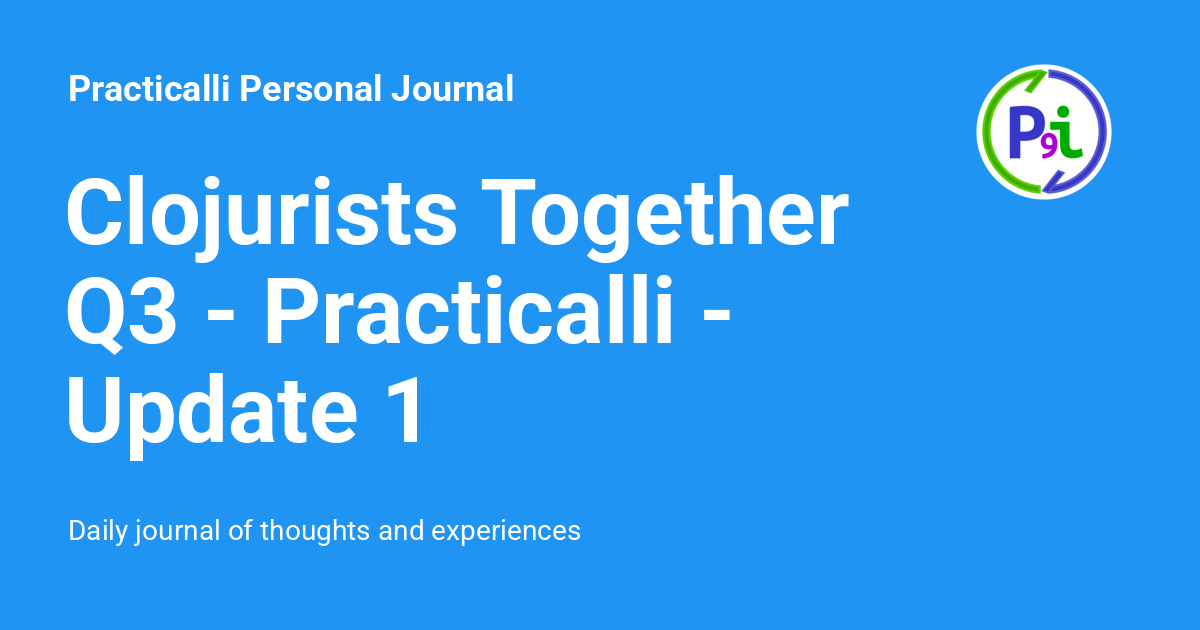 Practicalli Personal Journal
P9i
Clojurists Together
Q3 - Practicalli -
Update 1
Daily journal of thoughts and experiences